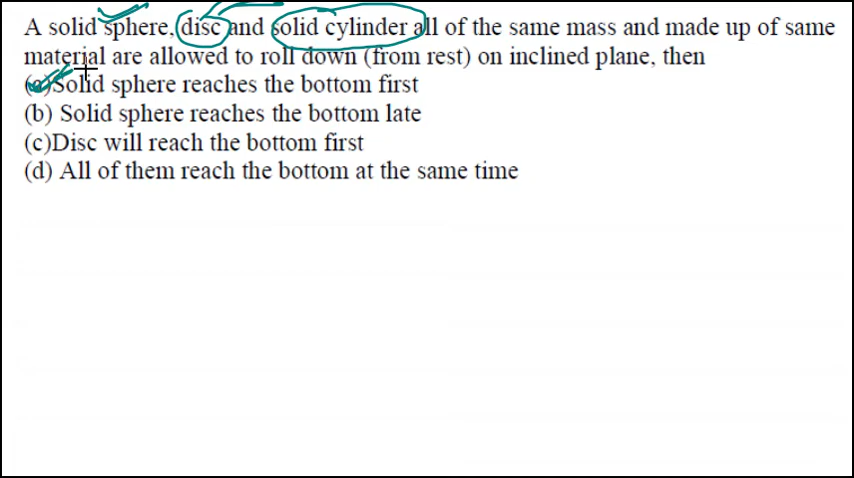 A solid sphere, disc and solid cylinder all of the same mass and made up of same
material are allowed to roll down (from rest) on inclined plane, then
(a)Solid sphere reaches the bottom first
(b) Solid sphere reaches the bottom late
(c)Disc will reach the bottom first
(d) All of them reach the bottom at the same time